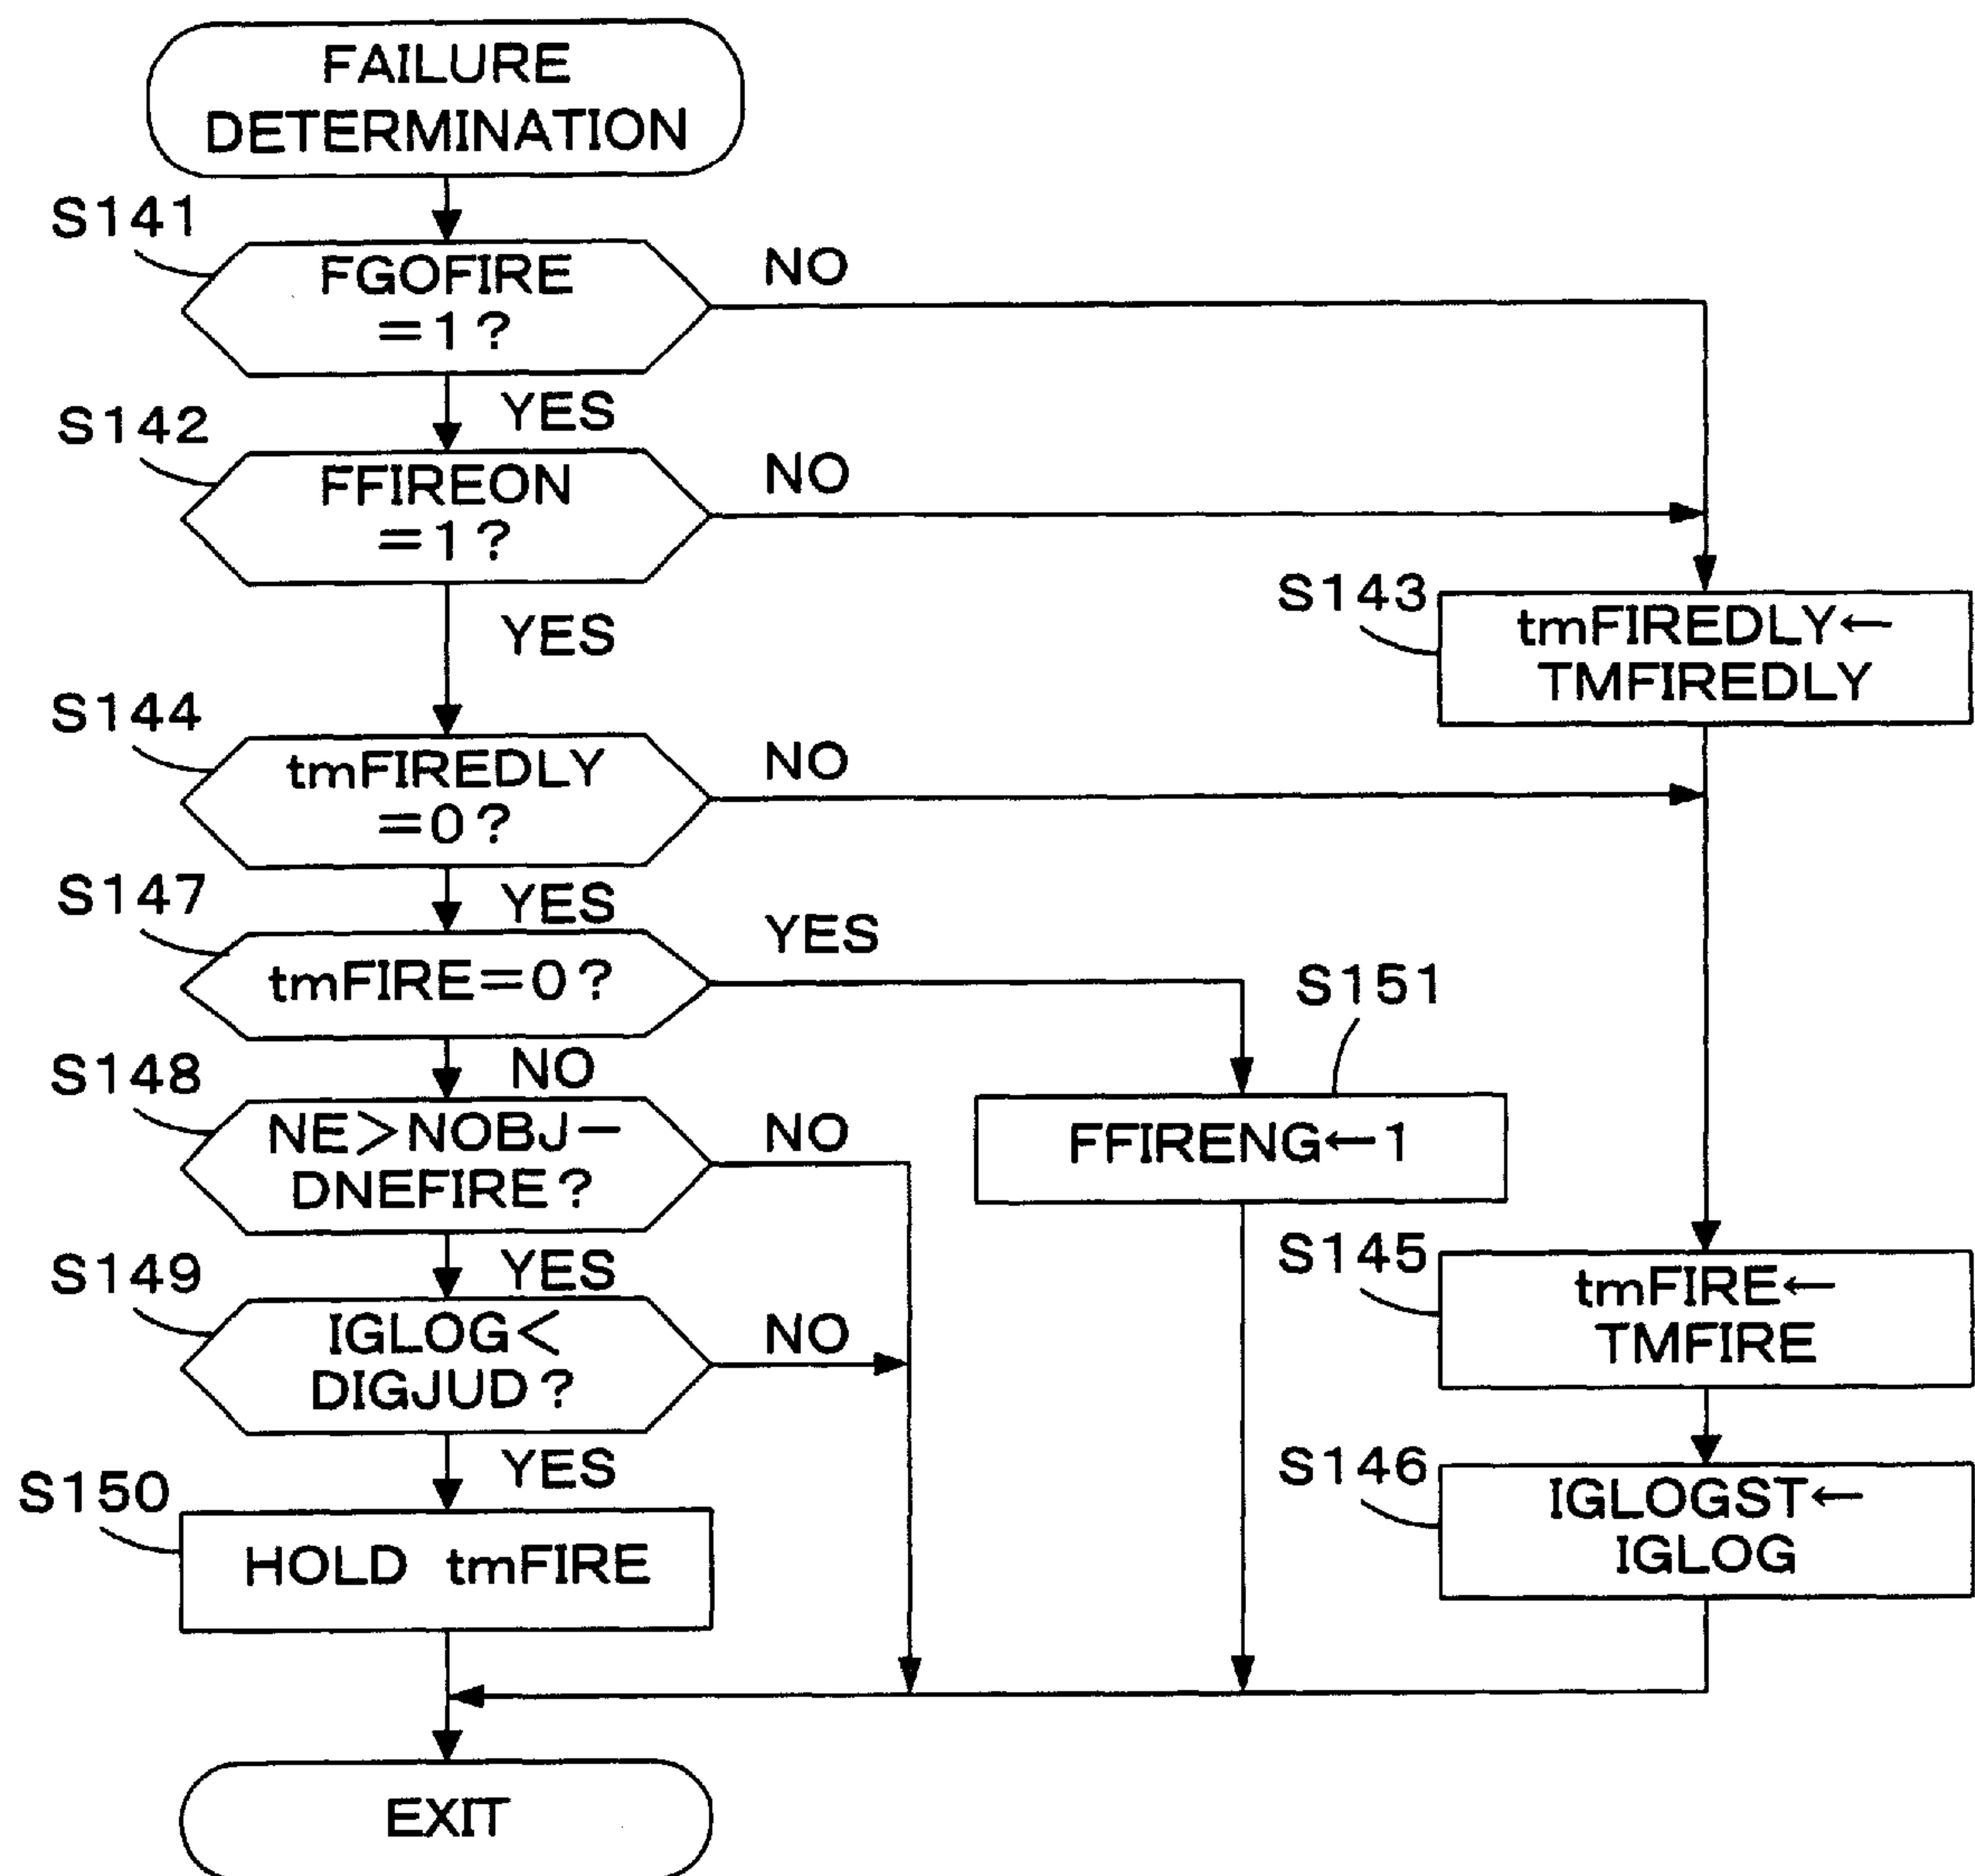 FAILURE
DETERMINATION
S141
FGOFIRE
=1?
NO
YES
S142
FFIREON
=1?
NO
YES
S143
tmFIREDLY←
TMFIREDLY
S144
tmFIREDLY
=0?
NO
YES
S147
tmFIRE=0?
YES
NO
S151
FFIRENG←1
S148
NE>NOBJ−
DNEFIRE?
NO
YES
S149
IGLOG<
DIGJUD?
NO
YES
S145
tmFIRE←
TMFIRE
S146
IGLOGST←
IGLOG
S150
HOLD tmFIRE
EXIT